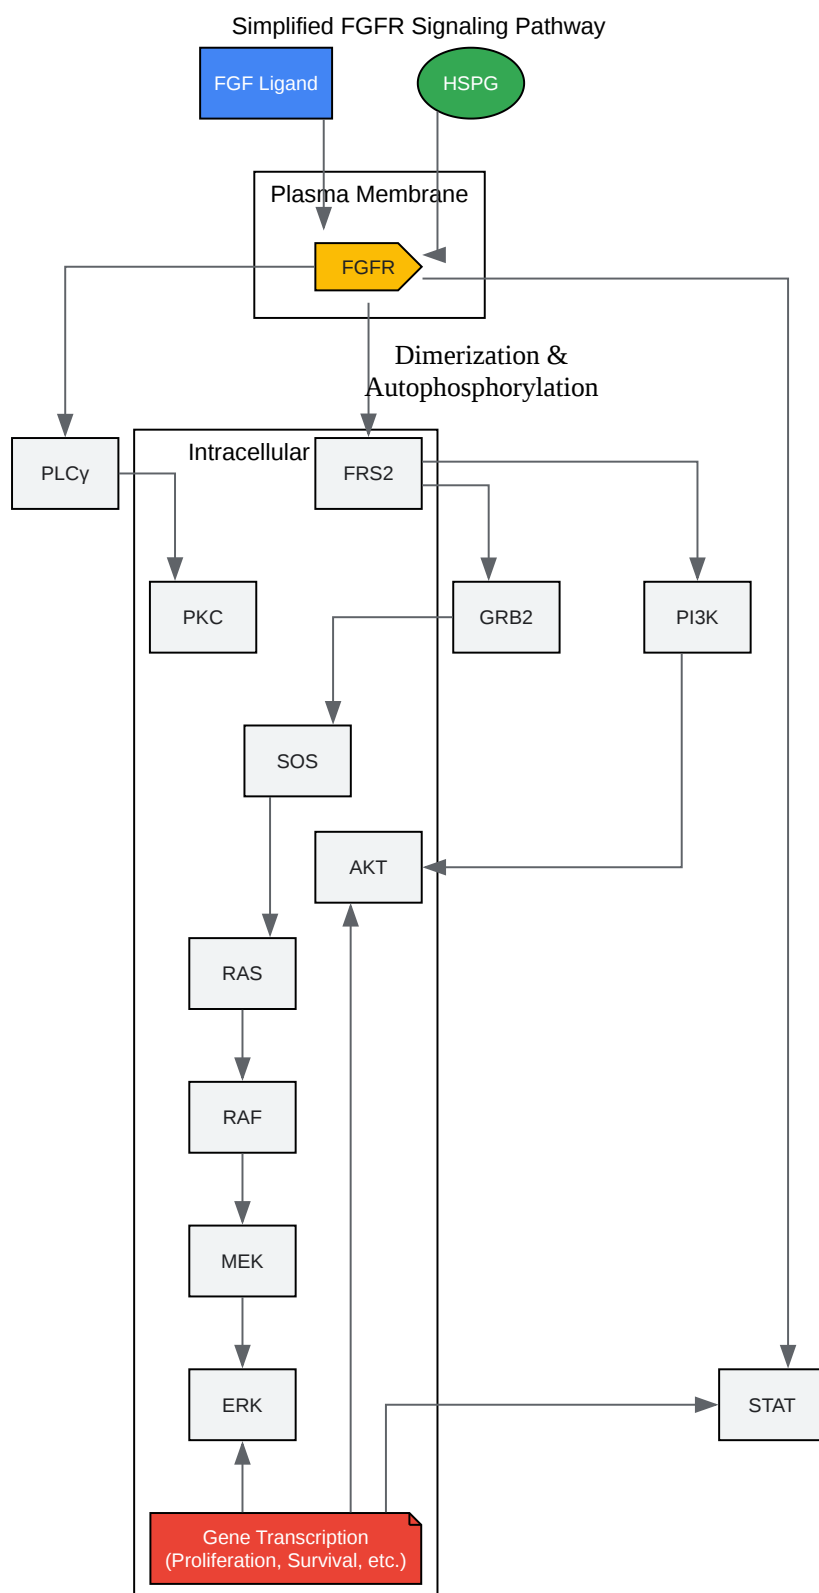 Simplified FGFR Signaling Pathway
FGF Ligand
HSPG
Plasma Membrane
FGFR
Dimerization &
Autophosphorylation
Intracellular
PLCγ
FRS2
PKC
GRB2
PI3K
SOS
AKT
RAS
RAF
MEK
ERK
STAT
Gene Transcription
(Proliferation, Survival, etc.)